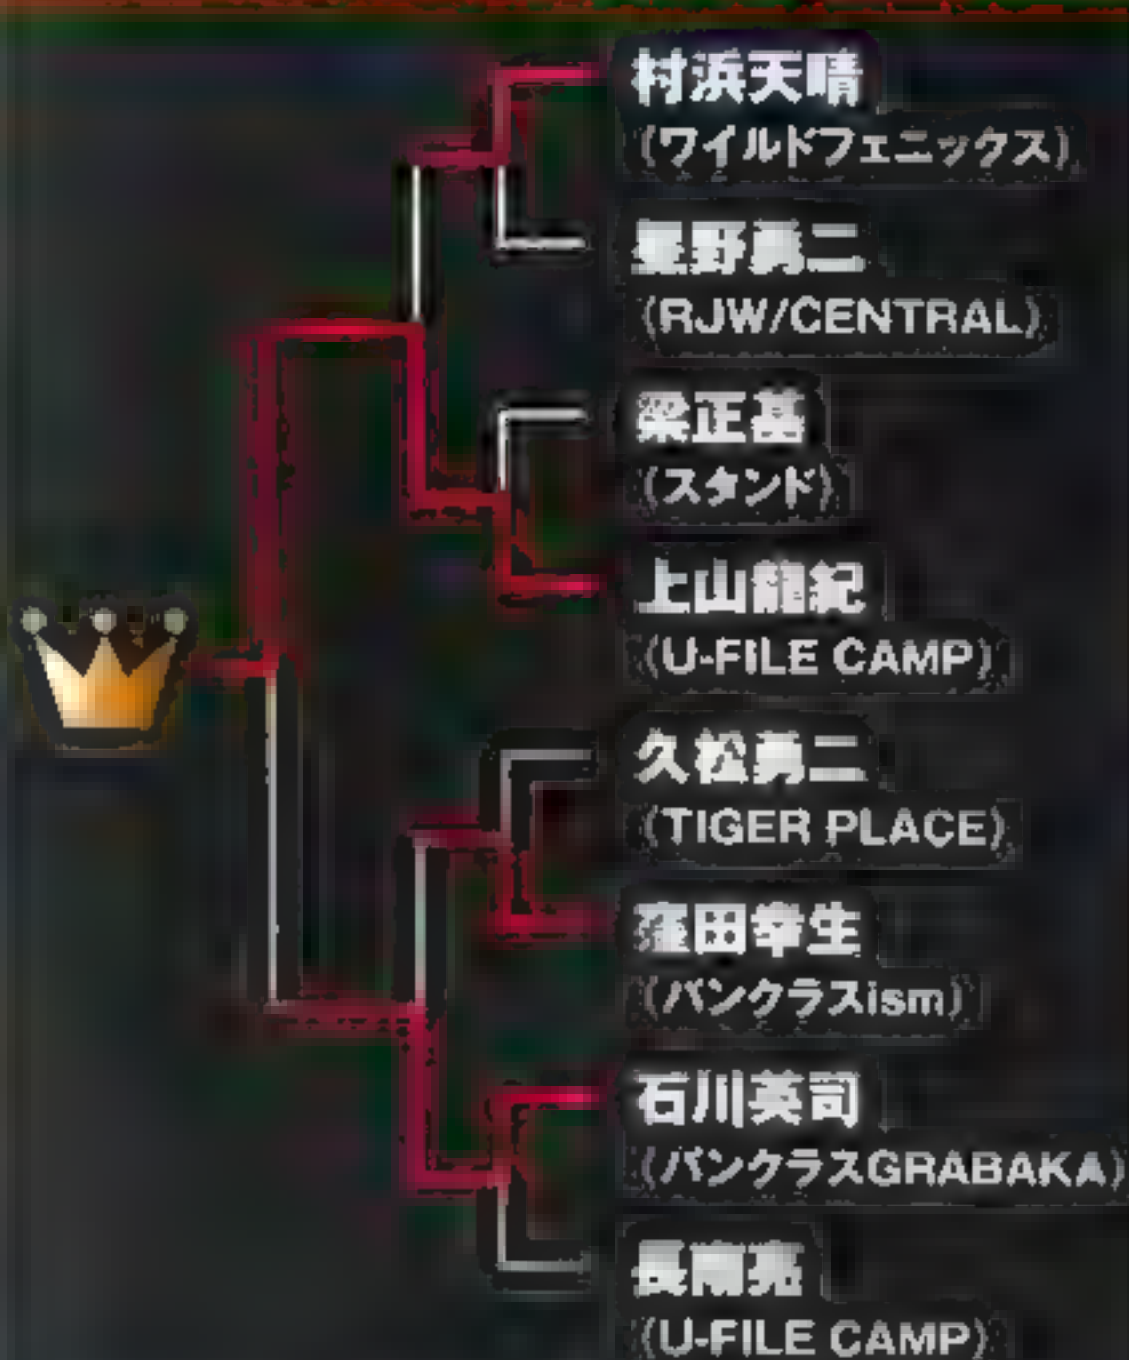 村浜天晴
(ワイルドフェニックス)
星野勇二
(RJW/CENTRAL)
梁正基
(スタンド)
上山龍紀
(U-FILE CAMP)
久松勇二
(TIGER PLACE)
窪田幸生
(パンクラスism)
石川英司
(パンクラスGRABAKA)
長南亮
(U-FILE CAMP)